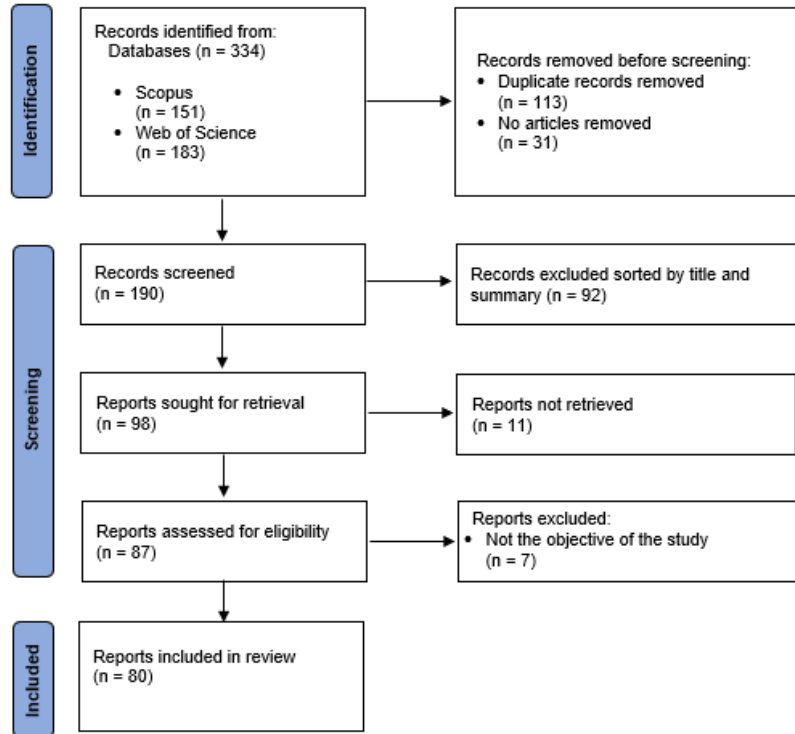 Identification
Records identified from:
Databases (n = 334)
• Scopus
(n = 151)
• Web of Science
(n = 183)
Records removed before screening:
• Duplicate records removed
(n = 113)
• No articles removed
(n = 31)
Screening
Records screened
(n = 190)
Records excluded sorted by title and
summary (n = 92)
Reports sought for retrieval
(n = 98)
Reports not retrieved
(n = 11)
Reports assessed for eligibility
(n = 87)
Reports excluded:
• Not the objective of the study
(n = 7)
Included
Reports included in review
(n = 80)